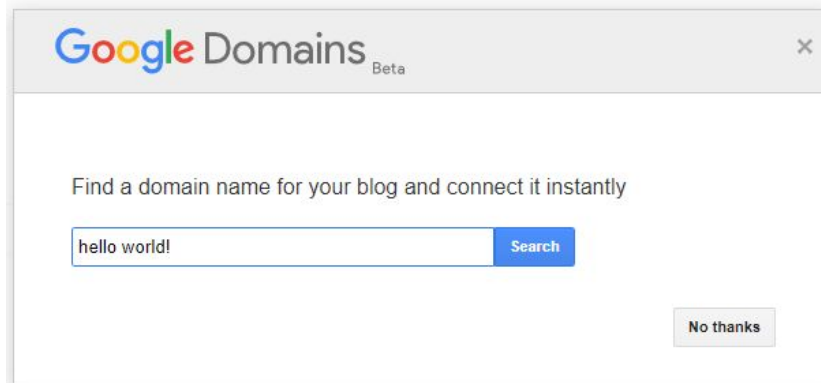 Google Domains Beta
Find a domain name for your blog and connect it instantly
hello world! Search
No thanks